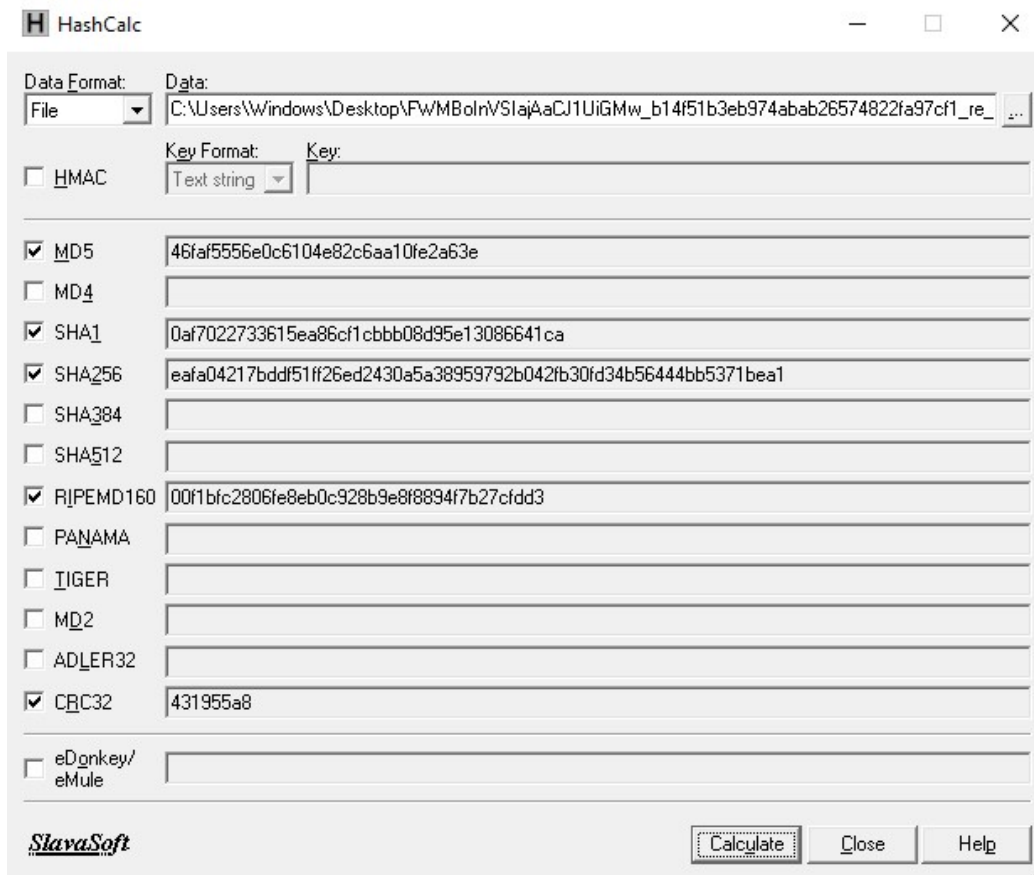 H HashCalc
Data Format: Data:
File C:\Users\Windows\Desktop\FWMBoInVSIajAaCJ1UiGMw_b14f51b3eb974abab26574822fa97cf1_re_ ...
Key Format: Key:
HMAC Text string
MD5 46faf5556e0c6104e82c6aa10fe2a63e
MD4
SHA1 0af7022733615ea86cf1cbbb08d95e13086641ca
SHA256 eafa04217bddf51ff26ed2430a5a38959792b042fb30fd34b56444bb5371bea1
SHA384
SHA512
RIPEMD160 00f1bfc2806fe8eb0c928b9e8f8894f7b27cfdd3
PANAMA
TIGER
MD2
ADLER32
CRC32 431955a8
eDonkey/
eMule
SlavaSoft Calculate Close Help